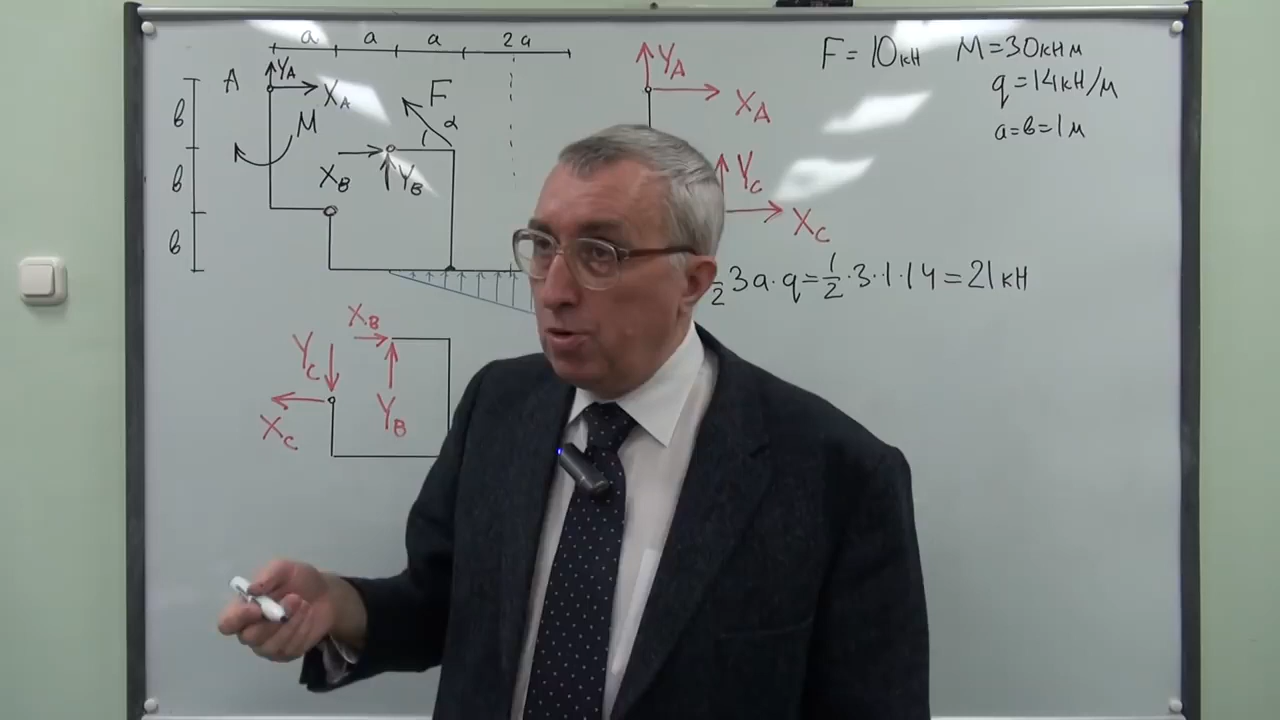 a a a 2a
A Y_A X_A
в
M
F α
в
X_B Y_B
в
Y_A
X_A
Y_C
X_C
F = 10кН M = 30кН м
q = 14кН/м
a = в = 1м
1/2 3a · q = 1/2 · 3 · 1 · 14 = 21кН
X_B
Y_C
Y_B
X_C